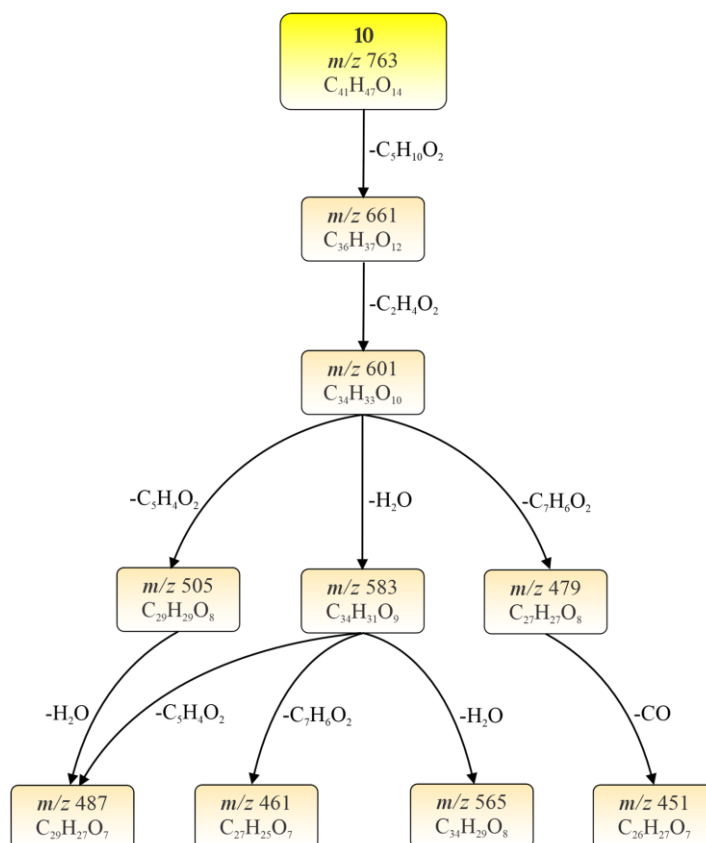 10
m/z 763
C₄₁H₄₇O₁₄
-C₅H₁₀O₂
m/z 661
C₃₆H₃₇O₁₂
-C₂H₄O₂
m/z 601
C₃₄H₃₃O₁₀
-C₅H₄O₂
-H₂O
-C₇H₆O₂
m/z 505
C₂₉H₂₉O₈
m/z 583
C₃₄H₃₁O₉
m/z 479
C₂₇H₂₇O₈
-H₂O
-C₅H₄O₂
-C₇H₆O₂
-H₂O
-CO
m/z 487
C₂₉H₂₇O₇
m/z 461
C₂₇H₂₅O₇
m/z 565
C₃₄H₂₉O₈
m/z 451
C₂₆H₂₇O₇